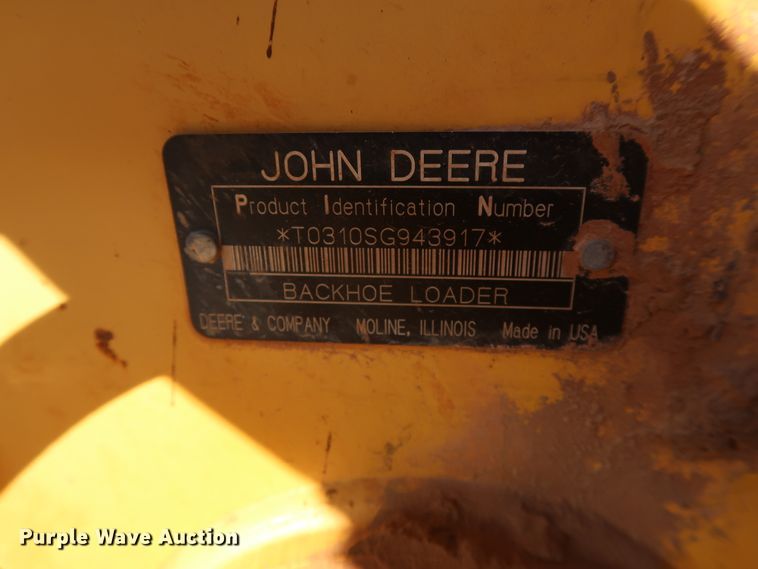 JOHN DEERE
Product Identification Number
*T0310SG943917*
BACKHOE LOADER
DEERE & COMPANY MOLINE, ILLINOIS Made in USA
Purple Wave Auction